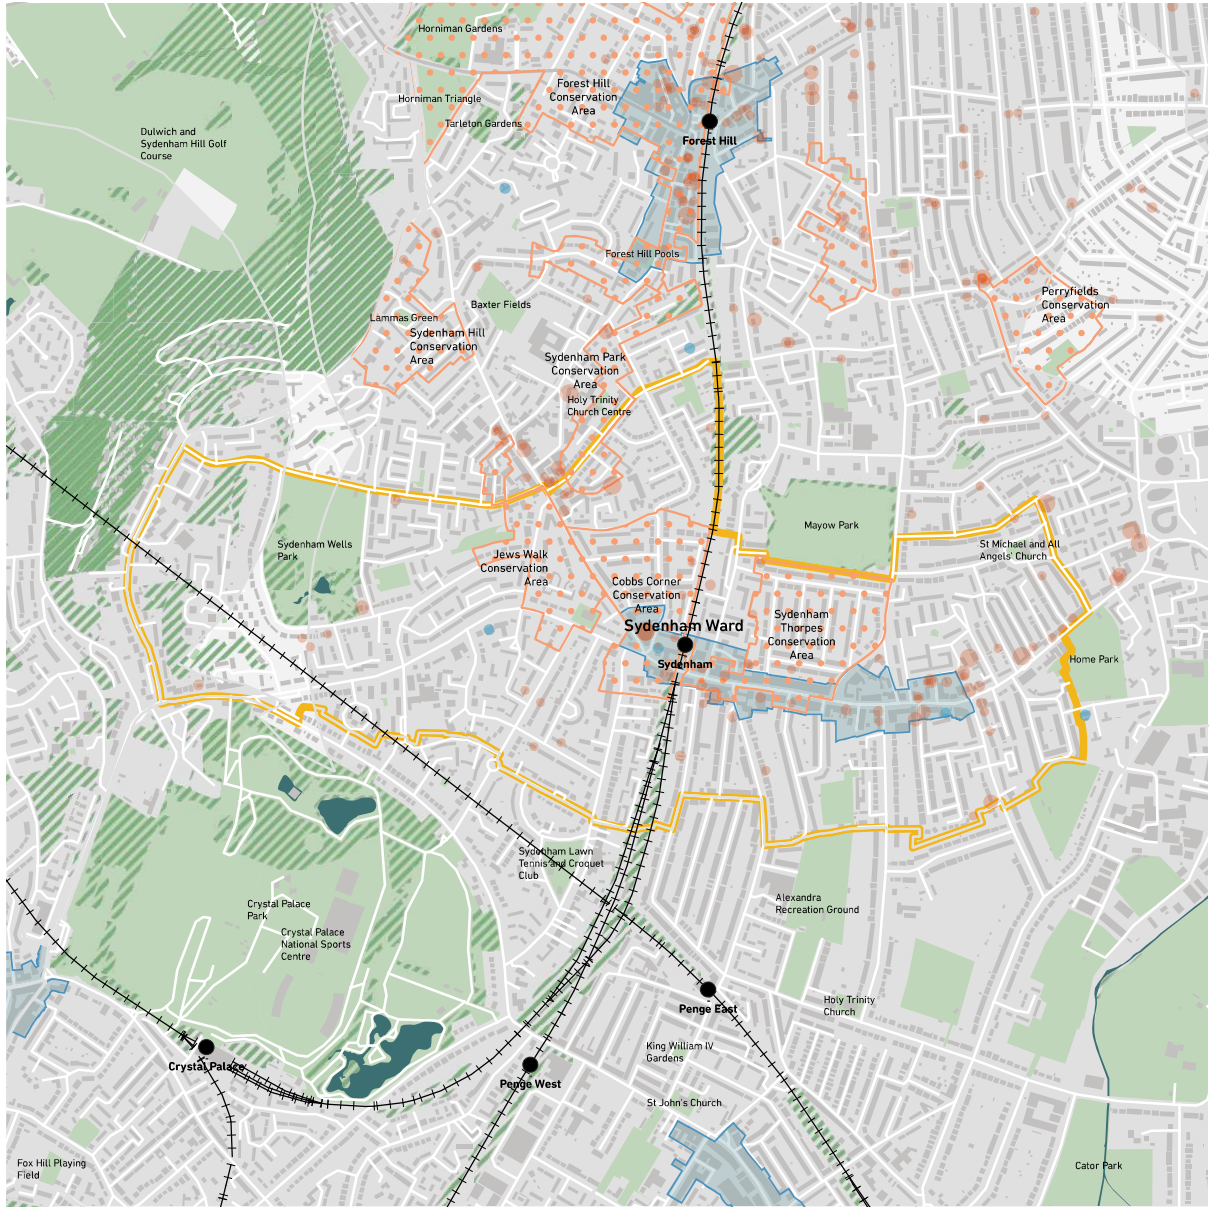 Horniman Gardens
Forest Hill
Conservation
Area
Horniman Triangle
Tarleton Gardens
Dulwich and
Sydenham Hill Golf
Course
Forest Hill
Forest Hill Pools
Perryfields
Conservation
Area
Baxter Fields
Lammas Green
Sydenham Hill
Conservation
Area
Sydenham Park
Conservation
Area
Holy Trinity
Church Centre
Mayow Park
Sydenham Wells
Park
St Michael and All
Angels' Church
Jews Walk
Conservation
Area
Cobbs Corner
Conservation
Area
Sydenham
Thorpes
Conservation
Area
Sydenham Ward
Sydenham
Home Park
Sydenham Lawn
Tennis and Croquet
Club
Alexandra
Recreation Ground
Crystal Palace
Park
Crystal Palace
National Sports
Centre
Penge East
Holy Trinity
Church
King William IV
Gardens
Crystal Palace
Penge West
St John's Church
Fox Hill Playing
Field
Cator Park